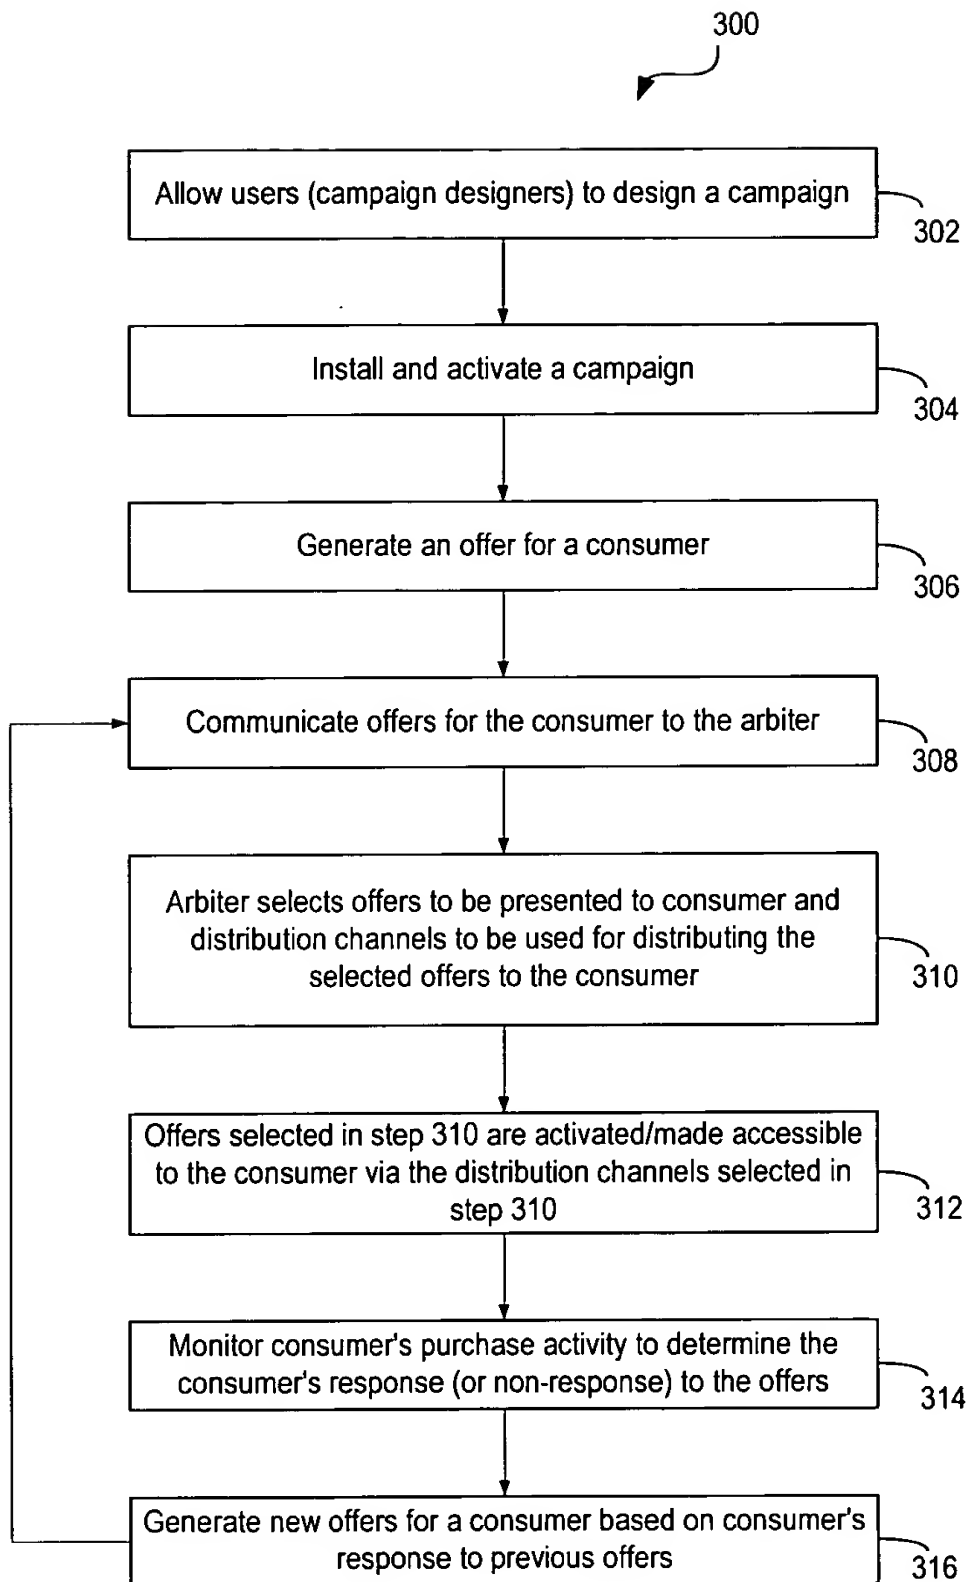 300
Allow users (campaign designers) to design a campaign
302
Install and activate a campaign
304
Generate an offer for a consumer
306
Communicate offers for the consumer to the arbiter
308
Arbiter selects offers to be presented to consumer and
distribution channels to be used for distributing the
selected offers to the consumer
310
Offers selected in step 310 are activated/made accessible
to the consumer via the distribution channels selected in
step 310
312
Monitor consumer's purchase activity to determine the
consumer's response (or non-response) to the offers
314
Generate new offers for a consumer based on consumer's
response to previous offers
316